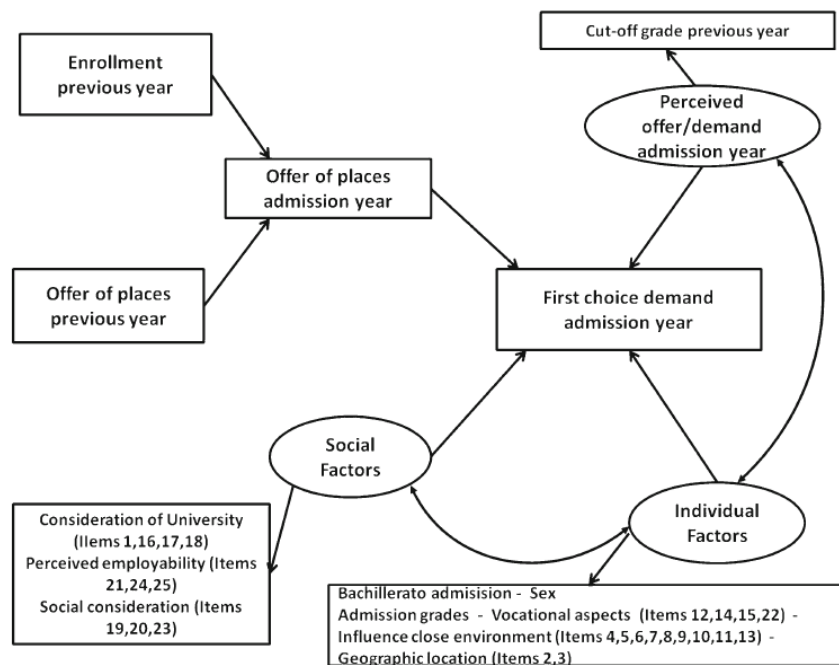 Cut-off grade previous year
Enrollment
previous year
Perceived
offer/demand
admission year
Offer of places
admission year
Offer of places
previous year
First choice demand
admission year
Social
Factors
Individual
Factors
Consideration of University
(IIems 1,16,17,18)
Perceived employability (Items
21,24,25)
Social consideration (Items
19,20,23)
Bachillerato admisision - Sex
Admission grades - Vocational aspects (Items 12,14,15,22) -
Influence close environment (Items 4,5,6,7,8,9,10,11,13) -
Geographic location (Items 2,3)